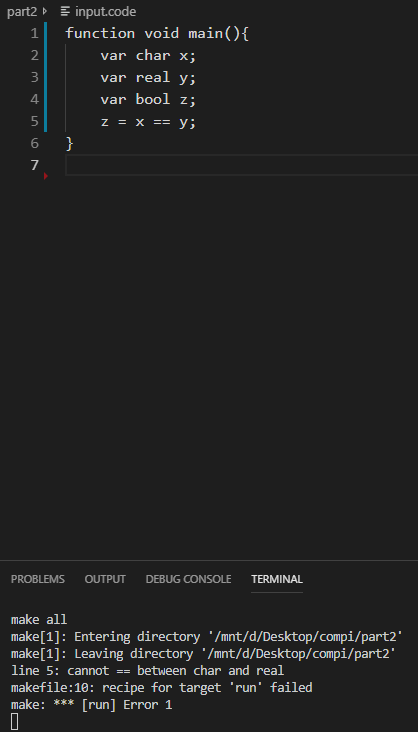 part2 input.code
1 function void main(){
2 var char x;
3 var real y;
4 var bool z;
5 z = x == y;
6 }
7
PROBLEMS OUTPUT DEBUG CONSOLE TERMINAL
make all
make[1]: Entering directory '/mnt/d/Desktop/compi/part2'
make[1]: Leaving directory '/mnt/d/Desktop/compi/part2'
line 5: cannot == between char and real
makefile:10: recipe for target 'run' failed
make: *** [run] Error 1